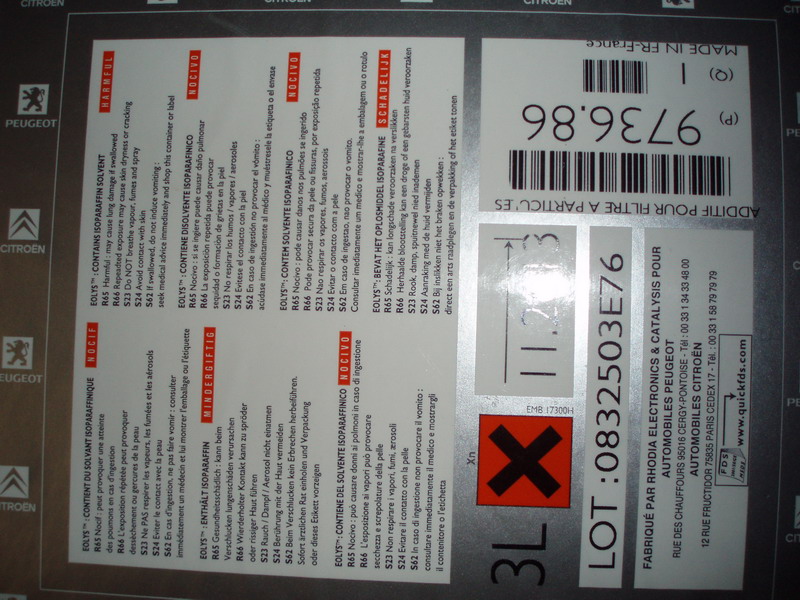 EOLYS™ : CONTIENT DU SOLVANT ISOPARAFFINIQUE
NOCIF
R65 Nocif : peut provoquer une atteinte
des poumons en cas d'ingestion
R66 L'exposition répétée peut provoquer
dessèchement ou gerçures de la peau
S23 Ne PAS respirer les vapeurs, les fumées et les aérosols
S24 Eviter le contact avec la peau
S62 En cas d'ingestion, ne pas faire vomir : consulter
immédiatement un médecin et lui montrer l'emballage ou l'étiquette
EOLYS™ : ENTHÄLT ISOPARAFFIN
MINDERGIFTIG
R65 Gesundheitsschädlich : kann beim
Verschlucken lungenschäden verursachen
R66 Wierderholter Kontakt kann zu spröder
oder rissiger Haut führen
S23 Rauch / Dampf / Aerosol nicht einatmen
S24 Berührung mit der Haut vermeiden
S62 Beim Verschlucken kein Erbrechen herbeiführen.
Sofort ärztlichen Rat einholen und Verpackung
oder dieses Etikett vorzeigen
EOLYS™ : CONTIENE DEL SOLVENTE ISOPARAFFINICO
NOCIVO
R65 Nocivo : può causare donni ai polmoni in caso di ingestione
R66 L'esposizione ai vapori può provocare
secchezza e screpolature della pelle
S23 Non respirare i vapori, fumi, aerosoli
S24 Evitare il contatto con la pelle
S62 In caso di ingestione non provocare il vomito :
consultare immediatamente il medico e mostrargli
il contenitore o l'etichetta
EOLYS™ : CONTAINS ISOPARAFFIN SOLVENT
HARMFUL
R65 Harmful : may cause lung damage if swallowed
R66 Repeasted exposure may cause skin dryness or cracking
S23 Do NOT breathe vapour, fumes and spray
S24 Avoid contact with skin
S62 If swallowed, do not induce vomiting :
seek medical advice immediately and shop this container or label
EOLYS™ : CONTIENE DISOLVENTE ISOPARAFINICO
NOCIVO
R65 Nocivo : si se ingiere puede causar daño pulmonar
R66 La exposición repetida puede provocar
sequidad o formación de grietas en la piel
S23 No respirar los humos / vapores / aerosoles
S24 Evitese el contacto con la piel
S62 En caso de ingestión no provocar el vómito :
acúdase immediatamente al médico y muéstresele la etiqueta o el envase
EOLYS™ : CONTEM SOLVENTE ISOPARAFINICO
NOCIVO
R65 Nocivo : pode causar danos nos pulmões se ingerido
R66 Pode provocar secura da pele ou fissuras, por exposição repetida
S23 Nao respirar os vapores, fumos, aerossois
S24 Evitar o contacto com a pele
S62 Em caso de ingestao, nao provocar o vomito.
Consultar imediatamente um medico e mostrar-lhe a embalagem ou o rotulo
EOLYS™ : BEVAT HET OPLOSMIDDEL ISOPARAFINE
SCHADELIJK
R65 Schadelijk : kan longschade veroorzaken na verslikken
R66 Herhaalde blootstelling kan een droge of een gebarsten huid veroorzaken
S23 Rook, damp, spuitnevel nied inademen
S24 Aanraking med de huid vermijden
S62 Bij inslikken niet het braken opwekken :
direct een arts raadplegen en de verpakking of het etiket tonen
3L
Xn
EMB 17300H
LOT : 0832503E76
FABRIQUÉ PAR RHODIA ELECTRONICS & CATALYSIS POUR
AUTOMOBILES PEUGEOT
RUE DES CHAUFFOURS 95016 CERGY-PONTOISE - Tél : 00 33 1 34 33 48 00
AUTOMOBILES CITROËN
12 RUE FRUCTIDOR 75835 PARIS CEDEX 17 - Tél. : 00 33 1 58 79 79 79
FDS
www.quickfds.com
ADDITIF POUR FILTRE A PARTICULES
(P)
9736.86
(Q)
1
MADE IN FR-France
PEUGEOT
CITROËN
PEUGEOT
CITROËN
CITROËN
CITROËN